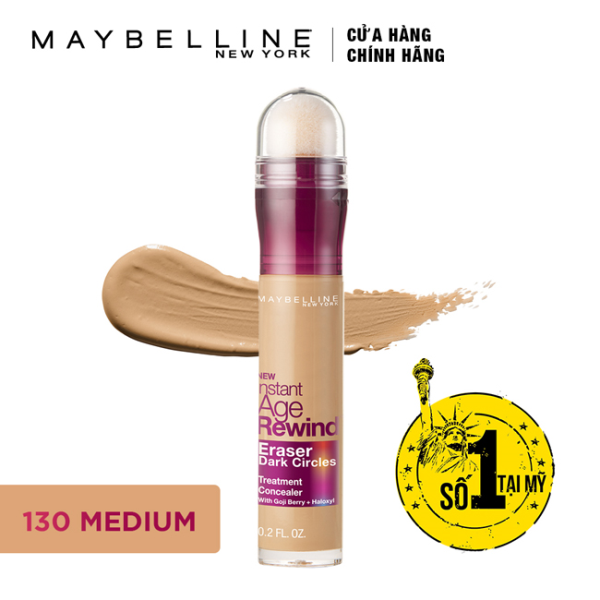 MAYBELLINE
NEW YORK
CỬA HÀNG
CHÍNH HÃNG
MAYBELLINE
NEW YORK
NEW
Instant
Age
Rewind
Eraser
Dark Circles
Treatment
Concealer
With Goji Berry + Haloxyl
0.2 FL. OZ.
SỐ 1 TẠI MỸ
130 MEDIUM